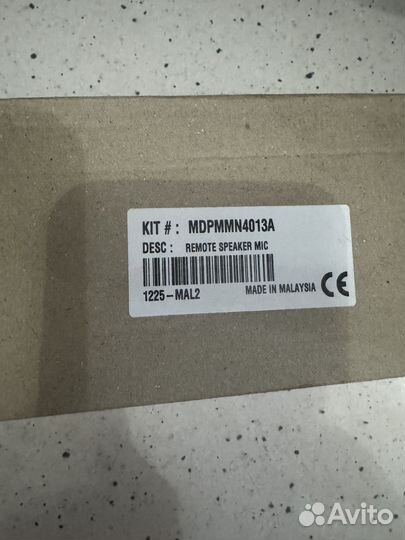 KIT # : MDPMMN4013A
DESC : REMOTE SPEAKER MIC
1225-MAL2 MADE IN MALAYSIA CE
Avito